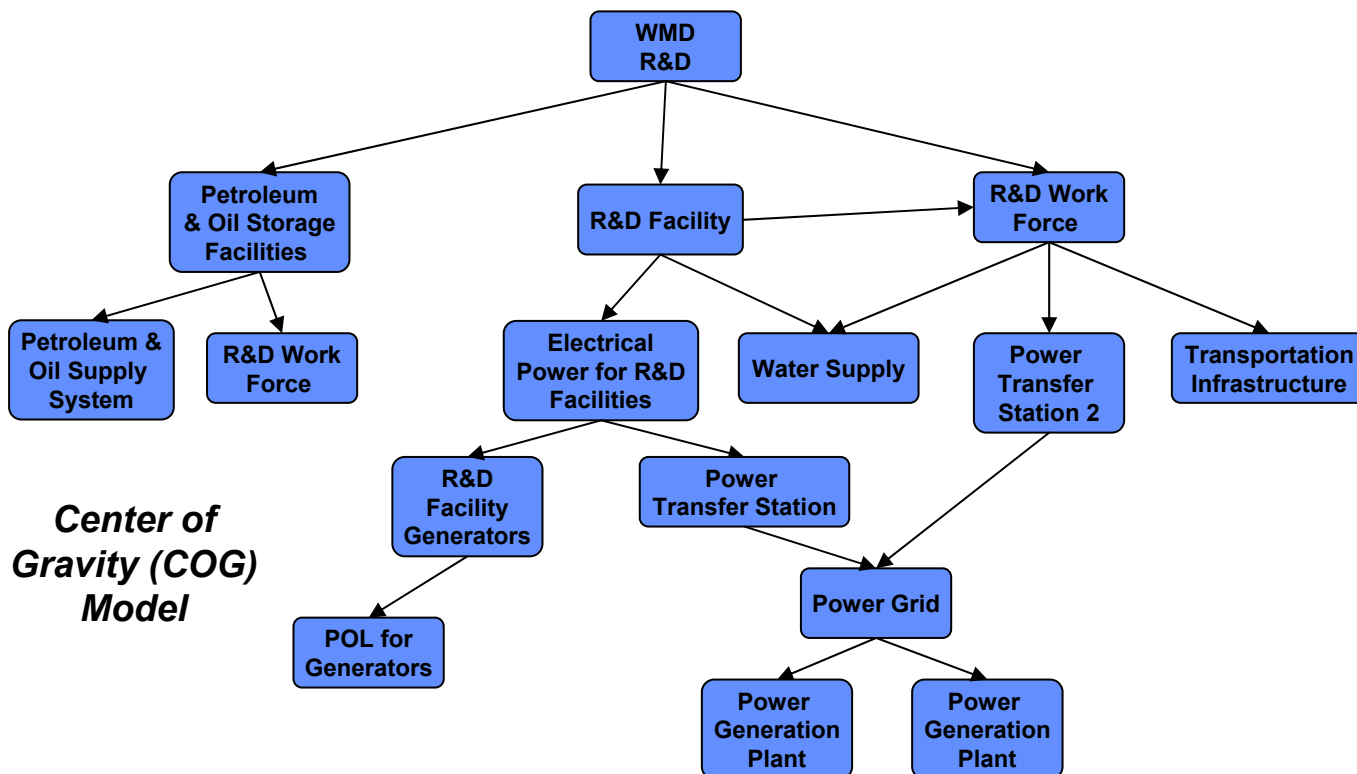 WMD
R&D
Petroleum
& Oil Storage
Facilities
R&D Facility
R&D Work
Force
Petroleum &
Oil Supply
System
R&D Work
Force
Electrical
Power for R&D
Facilities
Water Supply
Power
Transfer
Station 2
Transportation
Infrastructure
R&D
Facility
Generators
Power
Transfer Station
Center of
Gravity (COG)
Model
Power Grid
POL for
Generators
Power
Generation
Plant
Power
Generation
Plant